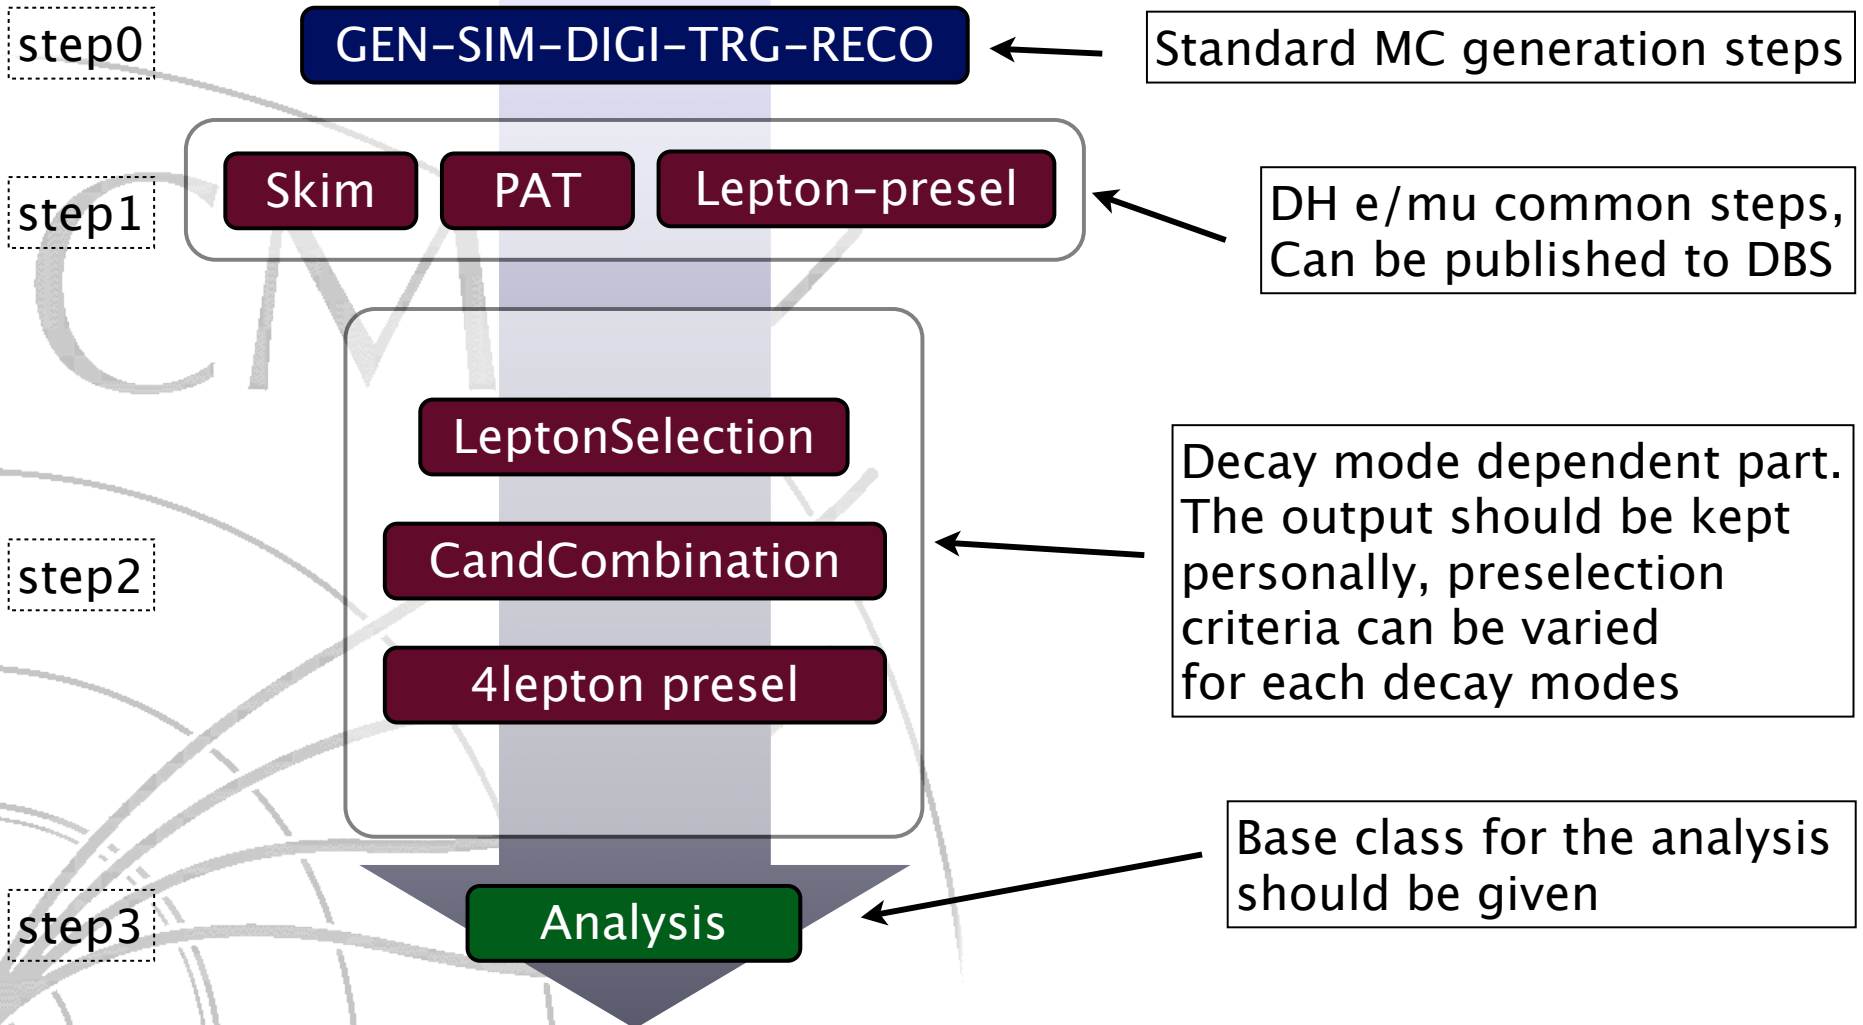 step0
GEN-SIM-DIGI-TRG-RECO
Standard MC generation steps
step1
Skim
PAT
Lepton-presel
DH e/mu common steps,
Can be published to DBS
CM
step2
LeptonSelection
CandCombination
4lepton presel
Decay mode dependent part.
The output should be kept
personally, preselection
criteria can be varied
for each decay modes
step3
Analysis
Base class for the analysis
should be given